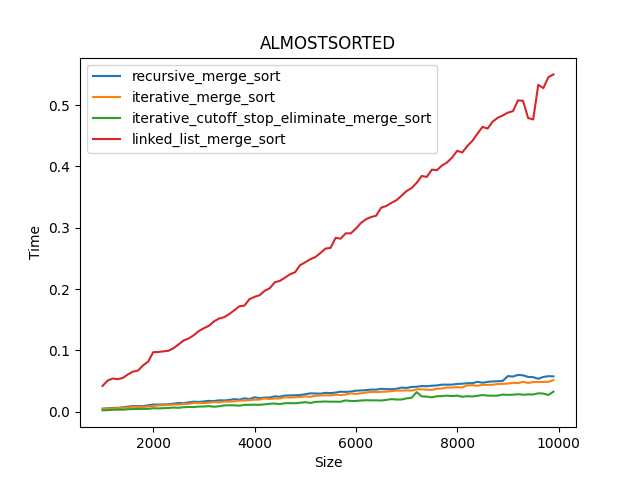 ALMOSTSORTED
recursive_merge_sort
iterative_merge_sort
iterative_cutoff_stop_eliminate_merge_sort
linked_list_merge_sort
Time
0.5
0.4
0.3
0.2
0.1
0.0
2000 4000 6000 8000 10000
Size